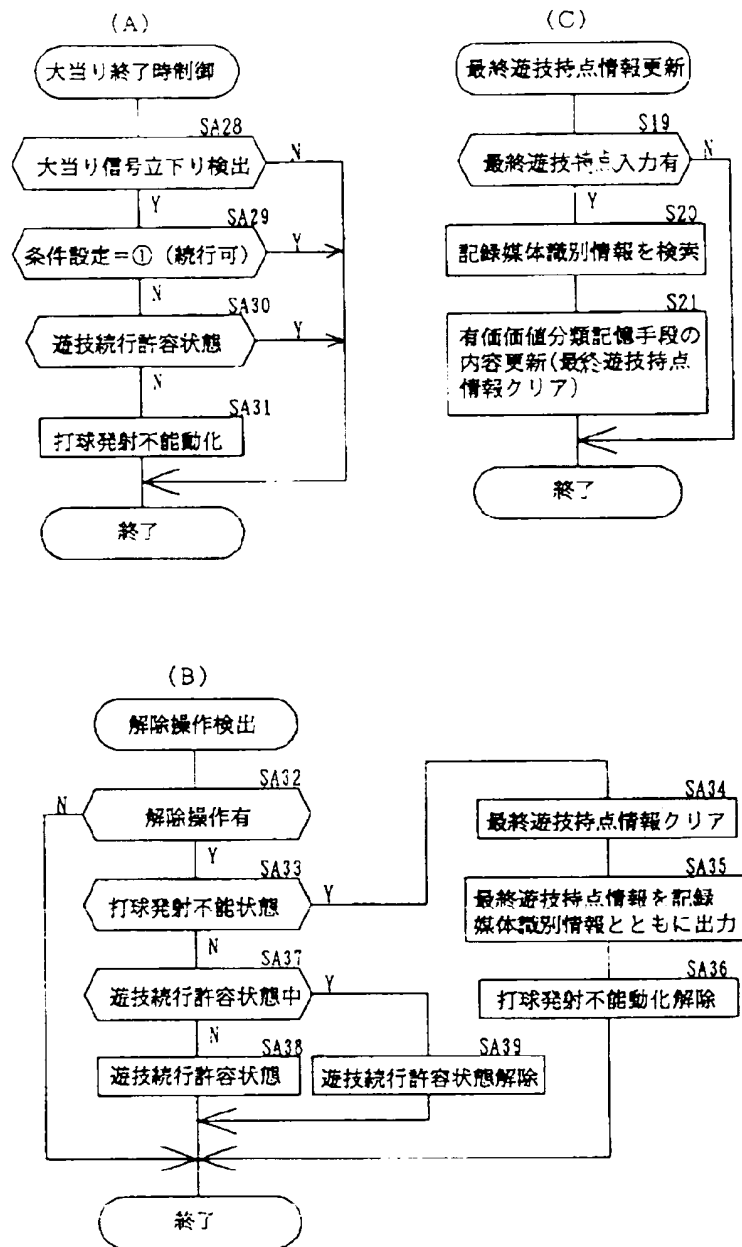 (A)
大当り終了時制御
SA28
大当り信号立下り検出
N
Y
SA29
条件設定=① (続行可)
Y
N
SA30
遊技続行許容状態
Y
N
SA31
打球発射不能動化
終了
(C)
最終遊技持点情報更新
S19
最終遊技持点入力有
N
Y
S20
記録媒体識別情報を検索
S21
有価価値分類記憶手段の
内容更新(最終遊技持点
情報クリア)
終了
(B)
解除操作検出
SA32
N
解除操作有
Y
SA33
打球発射不能状態
Y
N
SA37
遊技続行許容状態中
Y
N
SA38
遊技続行許容状態
SA39
遊技続行許容状態解除
SA34
最終遊技持点情報クリア
SA35
最終遊技持点情報を記録
媒体識別情報とともに出力
SA36
打球発射不能動化解除
終了